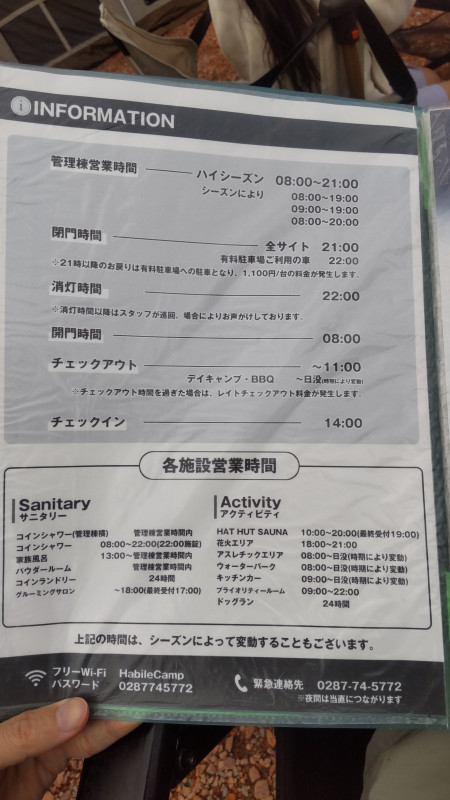 i INFORMATION
管理棟営業時間 ハイシーズン 08:00~21:00
シーズンにより 08:00~19:00
09:00~19:00
08:00~20:00
閉門時間 全サイト 21:00
有料駐車場ご利用の車 22:00
※21時以降のお戻りは有料駐車場への駐車となり、1,100円/台の料金が発生します。
消灯時間 22:00
※消灯時間以降はスタッフが巡回、場合によりお声がけしております。
開門時間 08:00
チェックアウト ~11:00
デイキャンプ・BBQ ~日没(時期により変動)
※チェックアウト時間を過ぎた場合は、レイトチェックアウト料金が発生します。
チェックイン 14:00
各施設営業時間
Sanitary
サニタリー
コインシャワー(管理棟横) 管理棟営業時間内
コインシャワー 08:00~22:00(22:00施錠)
家族風呂 13:00~管理棟営業時間内
パウダールーム 管理棟営業時間内
コインランドリー 24時間
グルーミングサロン ~18:00(最終受付17:00)
Activity
アクティビティ
HAT HUT SAUNA 10:00~20:00(最終受付19:00)
花火エリア 18:00~21:00
アスレチックエリア 08:00~日没(時期により変動)
ウォーターパーク 08:00~日没(時期により変動)
キッチンカー 09:00~日没(時期により変動)
プライオリティールーム 09:00~22:00
ドッグラン 24時間
上記の時間は、シーズンによって変動することもございます。
フリーWi-Fi HabileCamp
パスワード 0287745772
緊急連絡先 0287-74-5772
※夜間は当直につながります